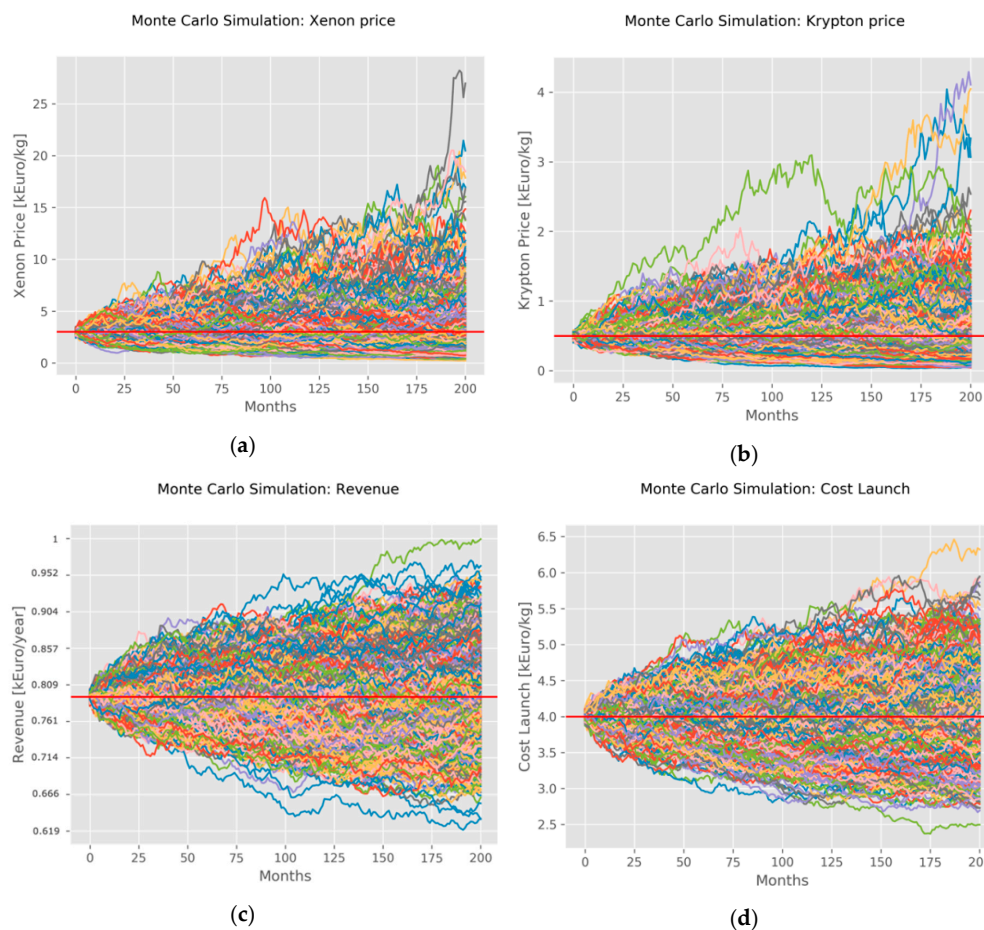 Monte Carlo Simulation: Xenon price
Xenon Price [kEuro/kg]
25
20
15
10
5
0
0 25 50 75 100 125 150 175 200
Months
(a)
Monte Carlo Simulation: Krypton price
Krypton Price [kEuro/kg]
4
3
2
1
0
0 25 50 75 100 125 150 175 200
Months
(b)
Monte Carlo Simulation: Revenue
Revenue [kEuro/year]
1
0.952
0.904
0.857
0.809
0.761
0.714
0.666
0.619
0 25 50 75 100 125 150 175 200
Months
(c)
Monte Carlo Simulation: Cost Launch
Cost Launch [kEuro/kg]
6.5
6.0
5.5
5.0
4.5
4.0
3.5
3.0
2.5
0 25 50 75 100 125 150 175 20
Months
(d)